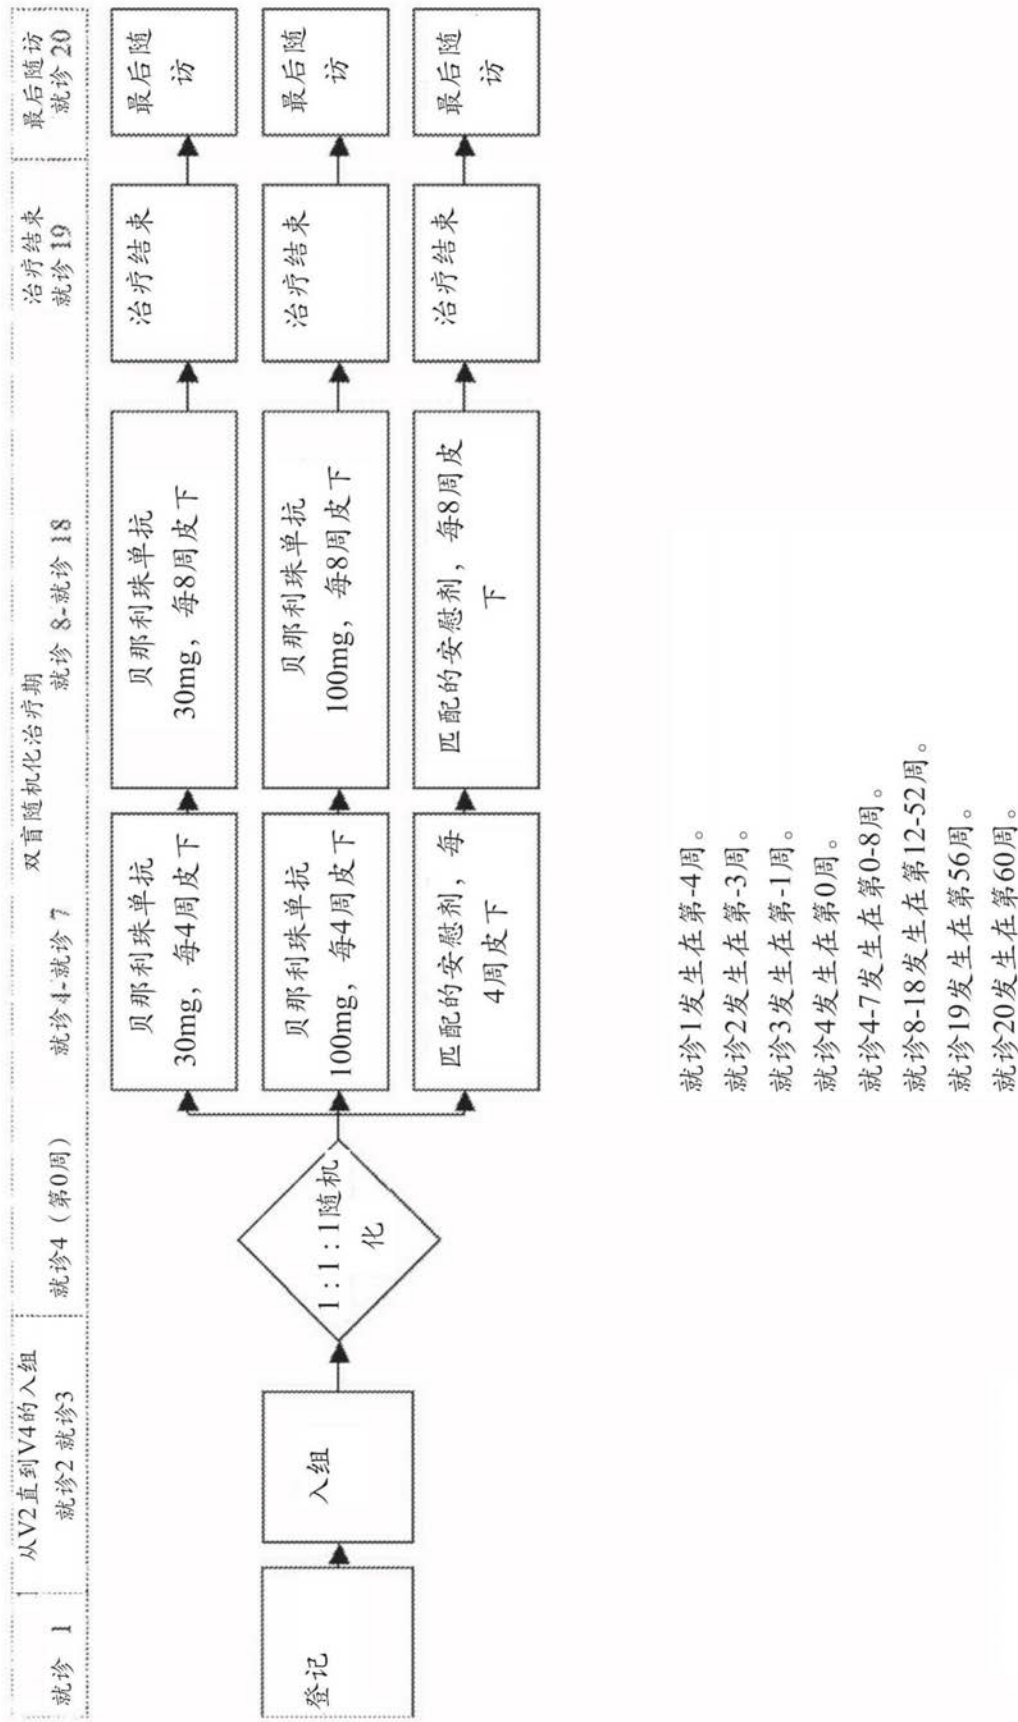 就诊 1
从V2直到V4的入组
就诊2 就诊3
双盲随机化治疗期
就诊4（第0周）
就诊4-就诊 7
就诊 8-就诊 18
治疗结束
就诊 19
最后随访
就诊 20
登记
入组
1:1:1随机
化
贝那利珠单抗
30mg，每4周皮下
贝那利珠单抗
30mg，每8周皮下
治疗结束
最后随
访
贝那利珠单抗
100mg，每4周皮下
贝那利珠单抗
100mg，每8周皮下
治疗结束
最后随
访
匹配的安慰剂，每
4周皮下
匹配的安慰剂，每8周皮
下
治疗结束
最后随
访
就诊1发生在第-4周。
就诊2发生在第-3周。
就诊3发生在第-1周。
就诊4发生在第0周。
就诊4-7发生在第0-8周。
就诊8-18发生在第12-52周。
就诊19发生在第56周。
就诊20发生在第60周。